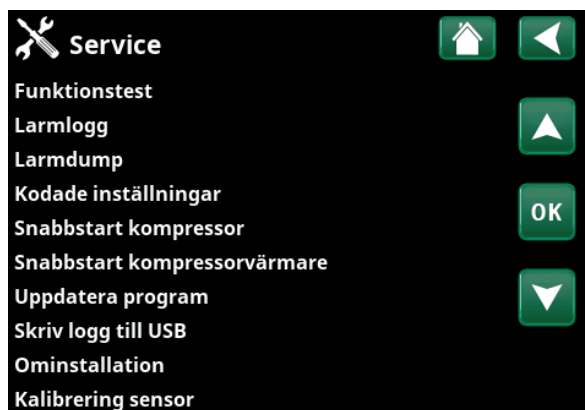 Service
Funktionstest
Larmlogg
Larmdump
Kodade inställningar
OK
Snabbstart kompressor
Snabbstart kompressorvärmare
Uppdatera program
Skriv logg till USB
Ominstallation
Kalibrering sensor